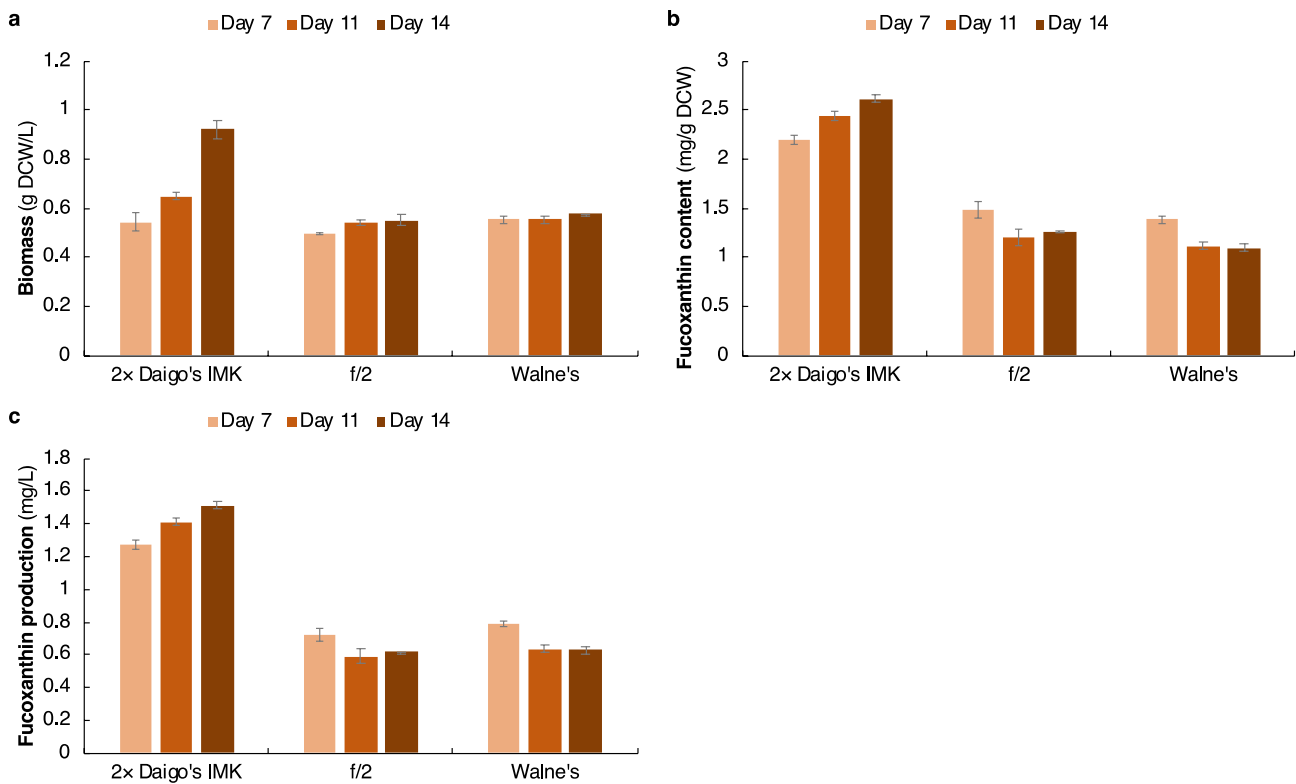 a
Day 7 Day 11 Day 14
Biomass (g DCW/L)
1.2
1
0.8
0.6
0.4
0.2
0
2× Daigo's IMK f/2 Walne's
b
Day 7 Day 11 Day 14
Fucoxanthin content (mg/g DCW)
3
2.5
2
1.5
1
0.5
0
2× Daigo's IMK f/2 Walne's
c
Day 7 Day 11 Day 14
Fucoxanthin production (mg/L)
1.8
1.6
1.4
1.2
1
0.8
0.6
0.4
0.2
0
2× Daigo's IMK f/2 Walne's